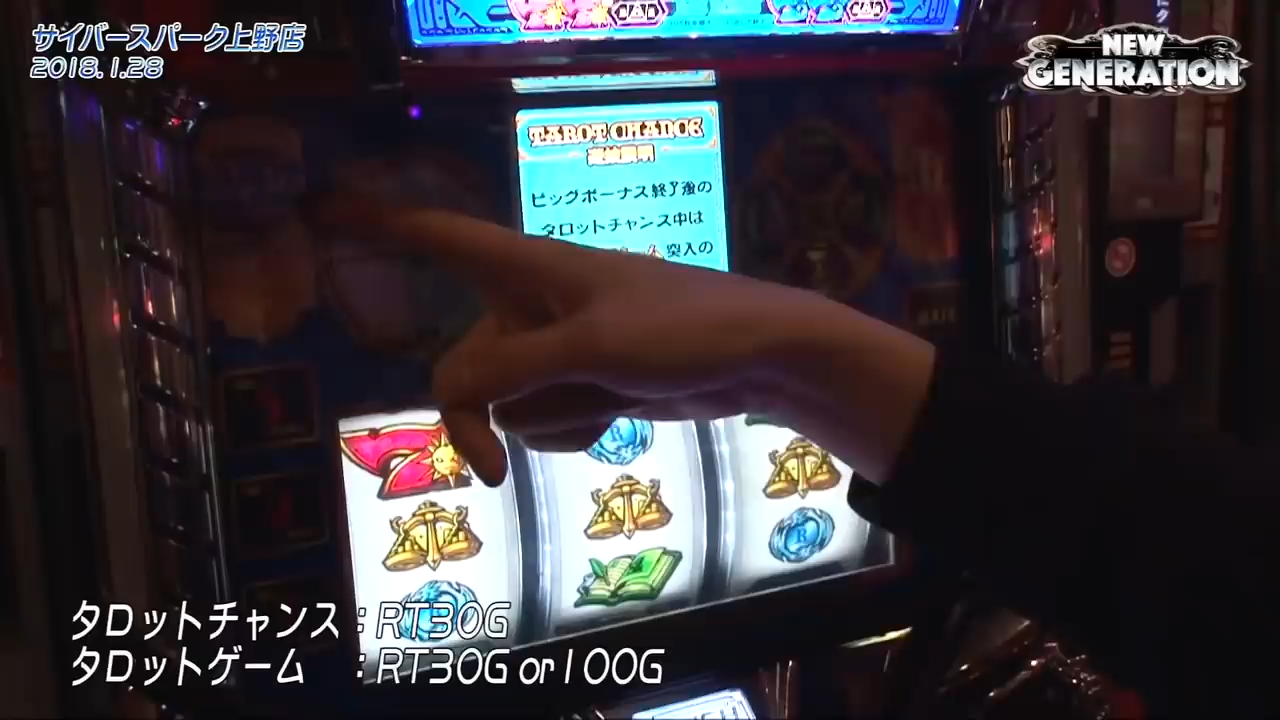 サイバースパーク上野店
2018.1.28
NEW
GENERATION
TAROT CHANCE
ビッグボーナス終了後の
タロットチャンス中は
突入の
タロットチャンス：RT30G
タロットゲーム　：RT30G or 100G